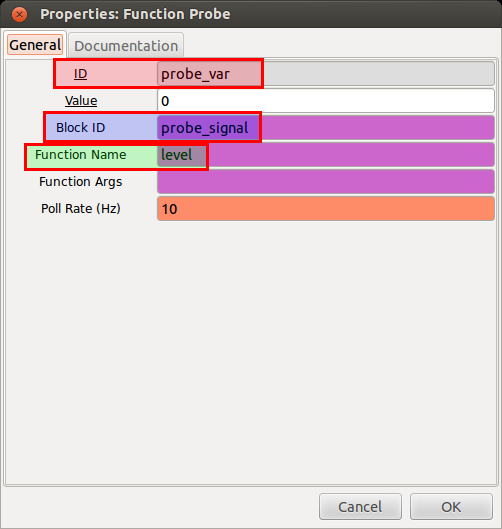 Properties: Function Probe
General Documentation
ID probe_var
Value 0
Block ID probe_signal
Function Name level
Function Args
Poll Rate (Hz) 10
Cancel OK